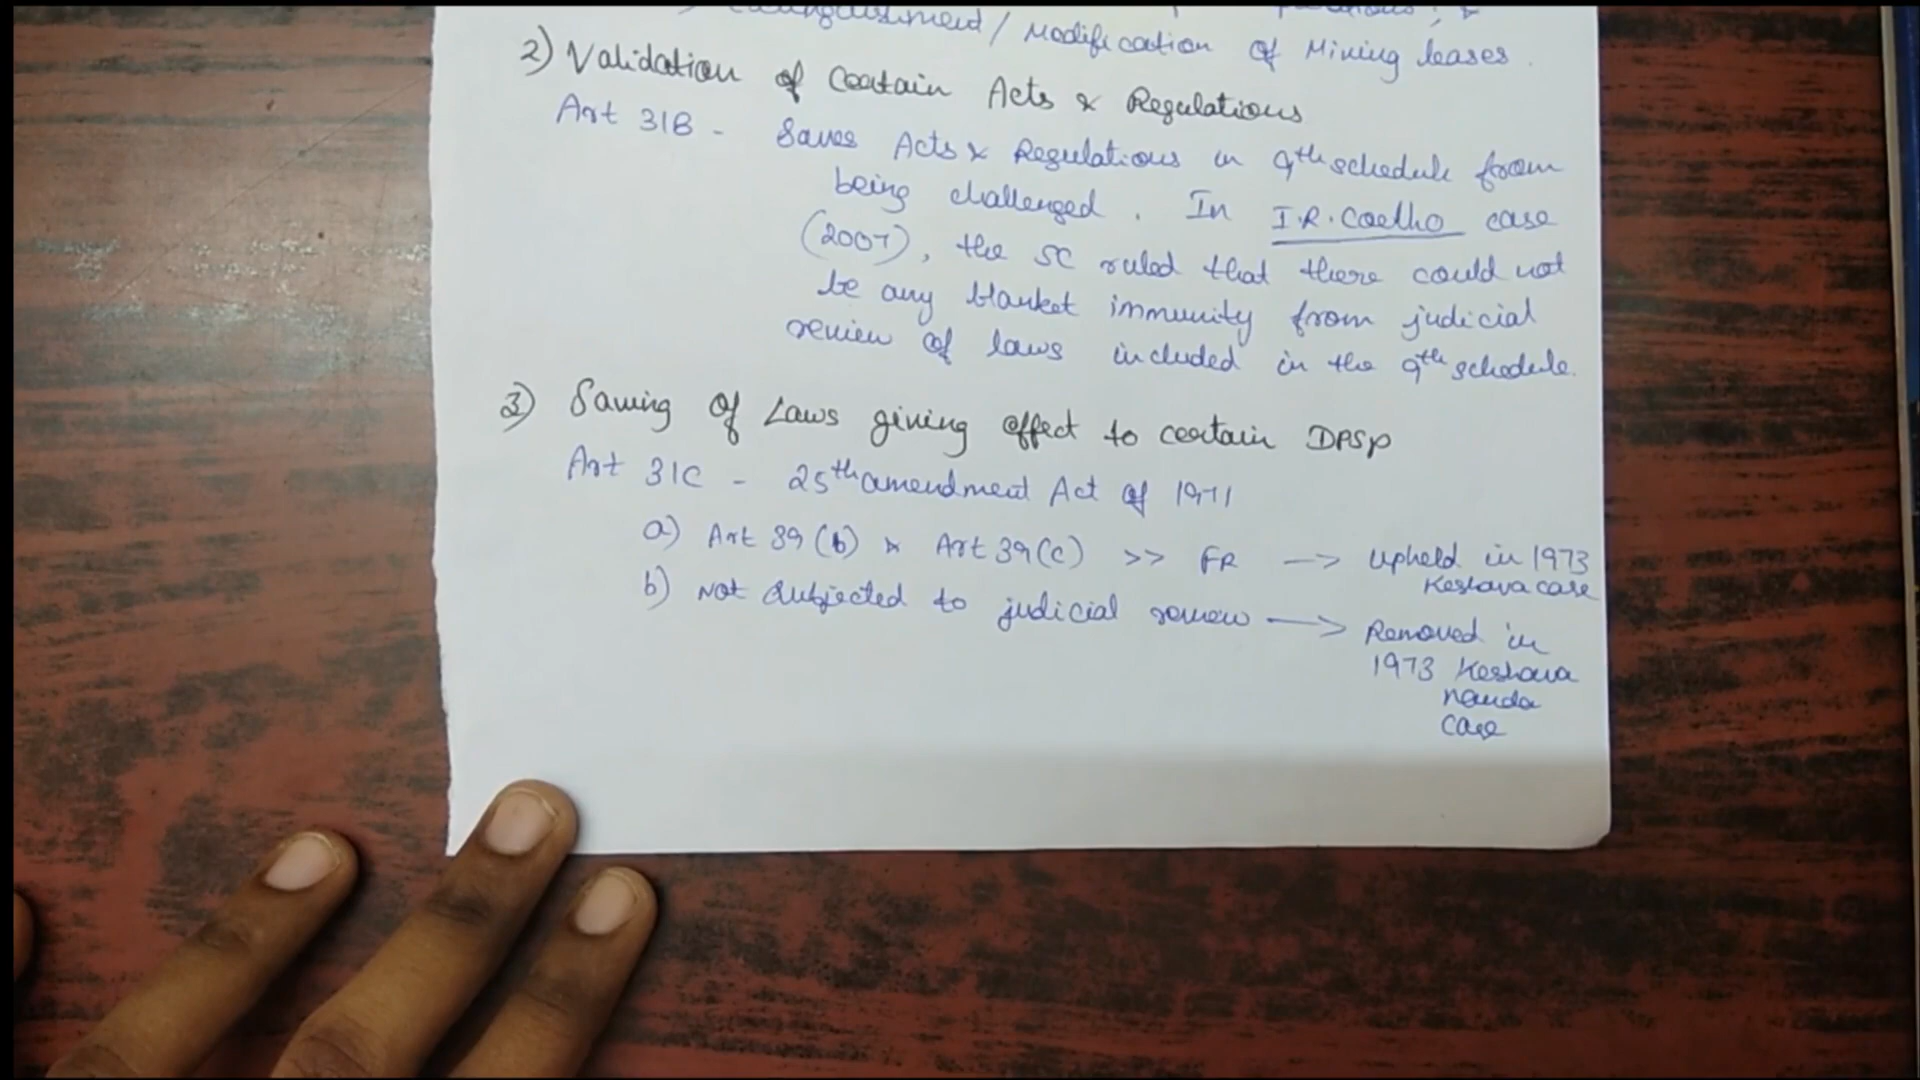 / Modification of Mining leases.
2) Validation of Certain Acts & Regulations
Art 31B - Saves Acts & Regulations in 9th schedule from
being challenged. In I.R. Coelho case
(2007), the SC ruled that there could not
be any blanket immunity from judicial
review of laws included in the 9th schedule.
3) Saving of Laws giving effect to certain DPSP
Art 31C - 25th amendment Act of 1971
a) Art 39(b) & Art 39(c) >> FR -> upheld in 1973
Keshava case
b) Not subjected to judicial review -> Removed in
1973 Keshava
nanda
case